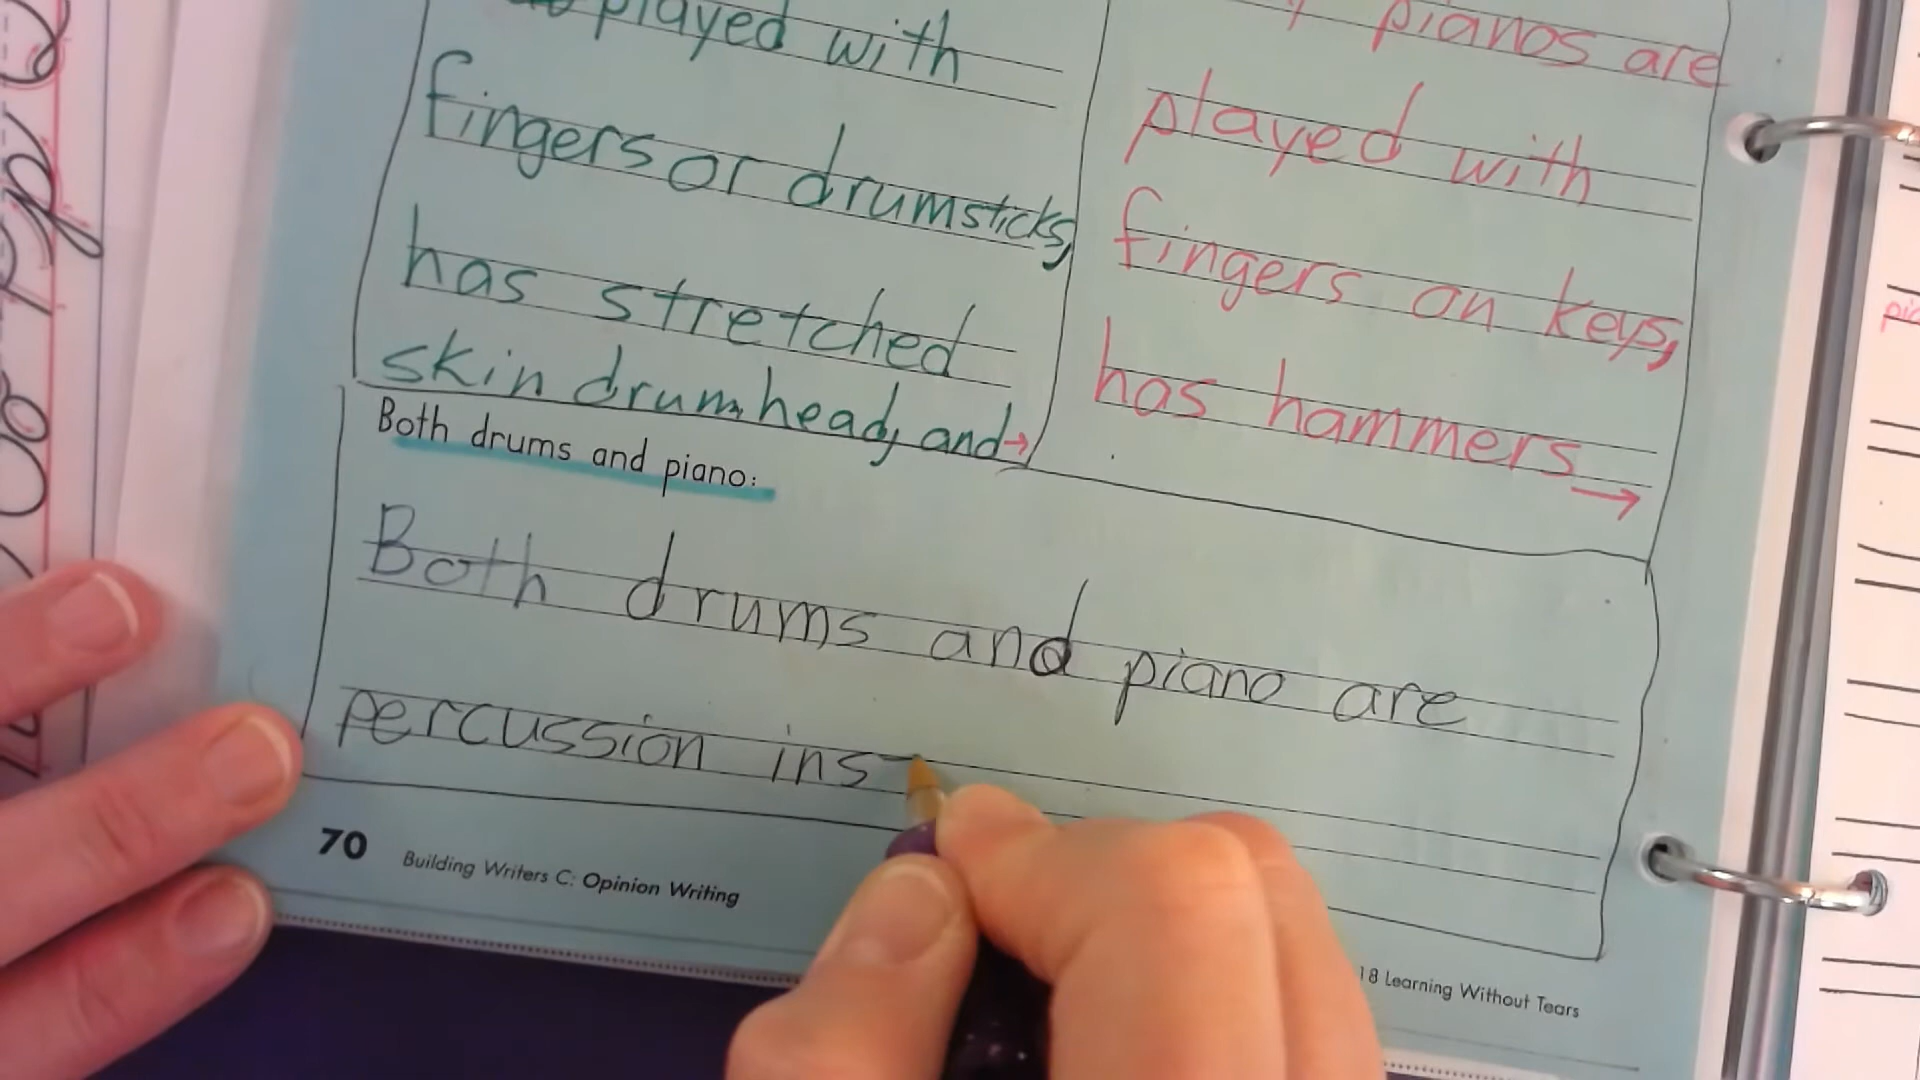 played with
fingers or drumsticks,
has stretched
skin drum head, and→
pianos are
played with
fingers on keys,
has hammers →
Both drums and piano:
Both drums and piano are
percussion ins
70 Building Writers C: Opinion Writing
18 Learning Without Tears